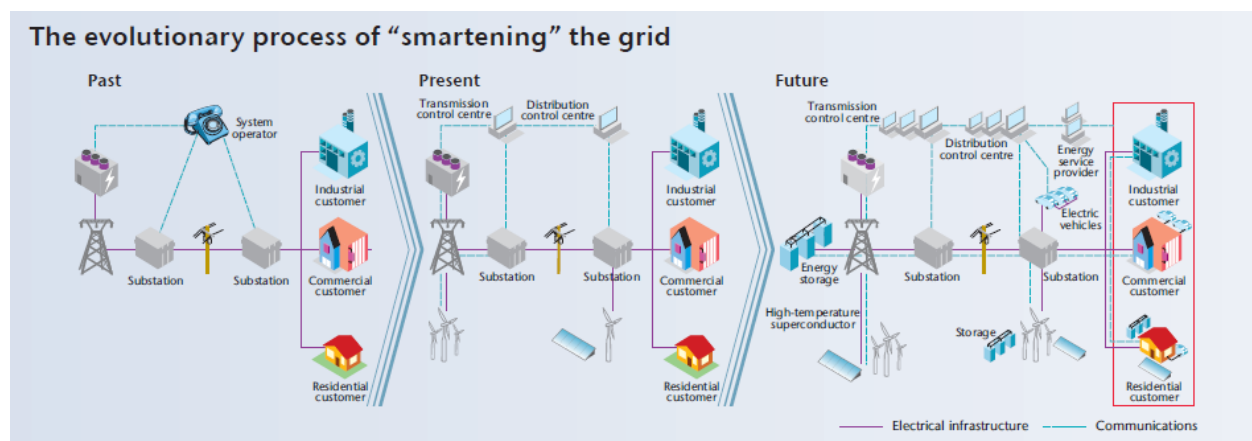 The evolutionary process of “smartening” the grid
Past
System
operator
Industrial
customer
Substation
Substation
Commercial
customer
Residential
customer
Present
Transmission
control centre
Distribution
control centre
Industrial
customer
Substation
Substation
Commercial
customer
Residential
customer
Future
Transmission
control centre
Distribution
control centre
Energy
service
provider
Industrial
customer
Electric
vehicles
Energy
storage
Substation
Substation
Commercial
customer
High-temperature
superconductor
Storage
Residential
customer
Electrical infrastructure
Communications